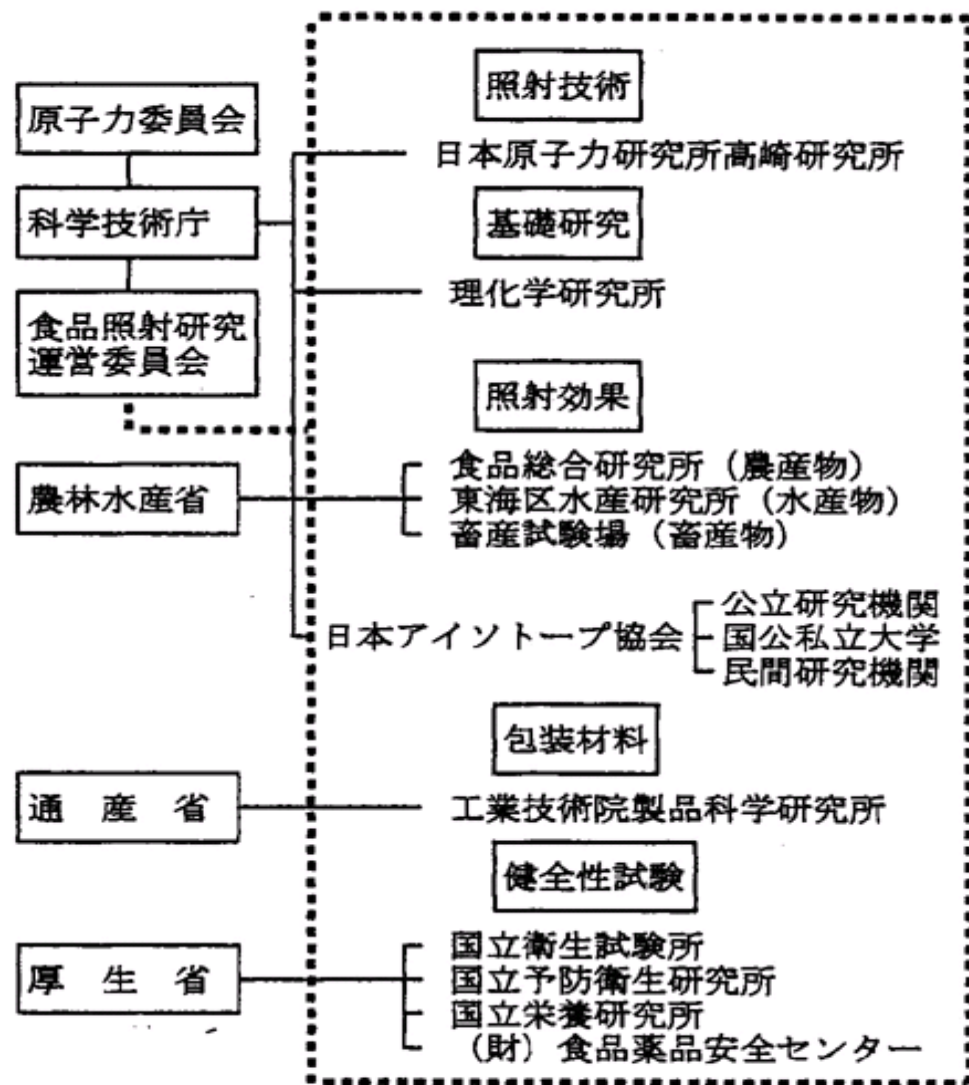 照射技術
原子力委員会
日本原子力研究所高崎研究所
科学技術庁
基礎研究
理化学研究所
食品照射研究
運営委員会
照射効果
食品総合研究所（農産物）
農林水産省
東海区水産研究所（水産物）
畜産試験場（畜産物）
日本アイソトープ協会
公立研究機関
国公私立大学
民間研究機関
包装材料
通産省
工業技術院製品科学研究所
健全性試験
厚生省
国立衛生試験所
国立予防衛生研究所
国立栄養研究所
（財）食品薬品安全センター